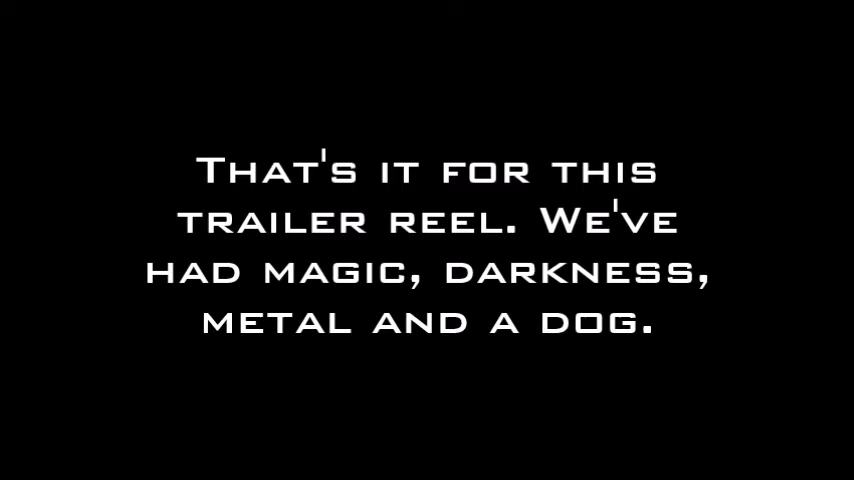 That's it for this
trailer reel. We've
had magic, darkness,
metal and a dog.